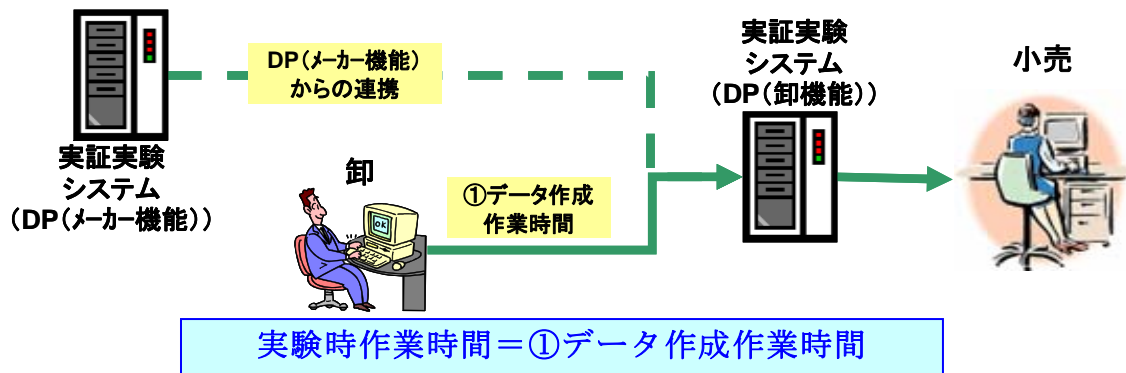 DP(ﾒｰｶｰ機能)
からの連携
実証実験
システム
(DP(ﾒｰｶｰ機能))
卸
OK
①データ作成
作業時間
実証実験
システム
(DP(卸機能))
小売
実験時作業時間＝①データ作成作業時間